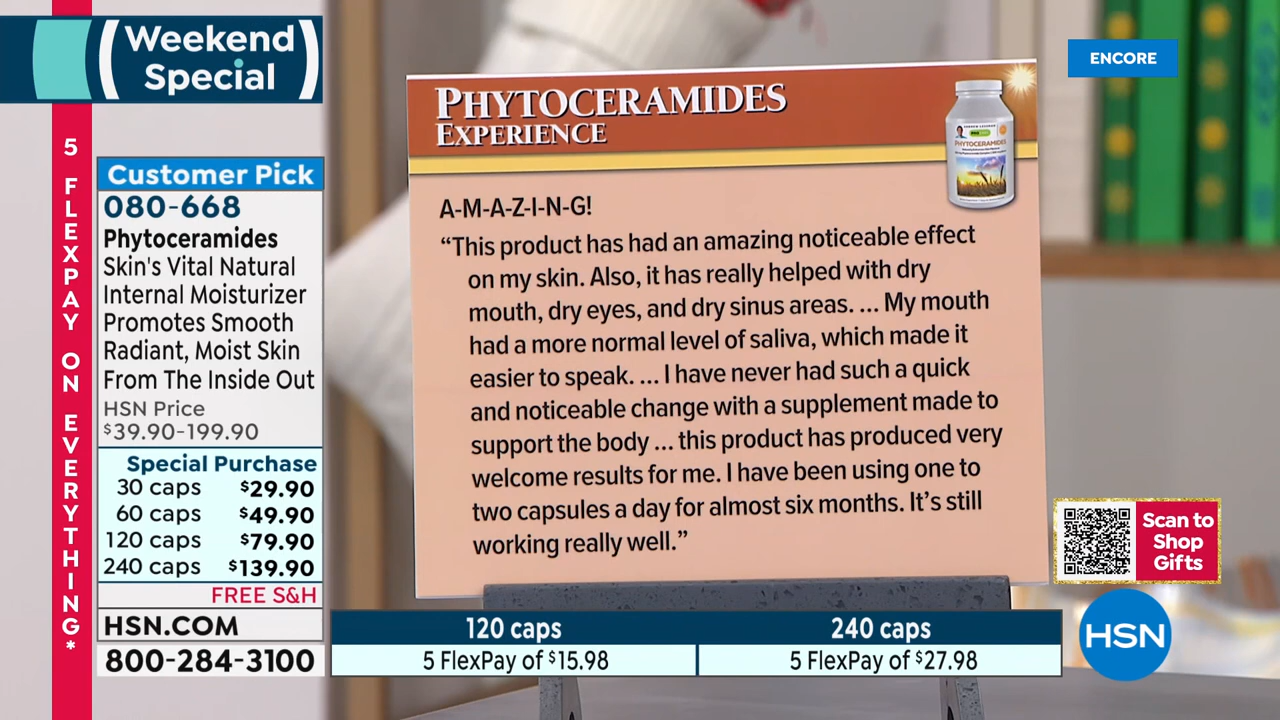 (Weekend
Special)
ENCORE
5 FLEXPAY ON EVERYTHING*
Customer Pick
080-668
Phytoceramides
Skin's Vital Natural
Internal Moisturizer
Promotes Smooth
Radiant, Moist Skin
From The Inside Out
HSN Price
$39.90-199.90
Special Purchase
30 caps $29.90
60 caps $49.90
120 caps $79.90
240 caps $139.90
FREE S&H
HSN.COM
800-284-3100
PHYTOCERAMIDES
EXPERIENCE
PHYTOCERAMIDES
A-M-A-Z-I-N-G!
“This product has had an amazing noticeable effect
on my skin. Also, it has really helped with dry
mouth, dry eyes, and dry sinus areas. ... My mouth
had a more normal level of saliva, which made it
easier to speak. ... I have never had such a quick
and noticeable change with a supplement made to
support the body ... this product has produced very
welcome results for me. I have been using one to
two capsules a day for almost six months. It’s still
working really well.”
Scan to
Shop
Gifts
120 caps 240 caps
5 FlexPay of $15.98 5 FlexPay of $27.98
HSN